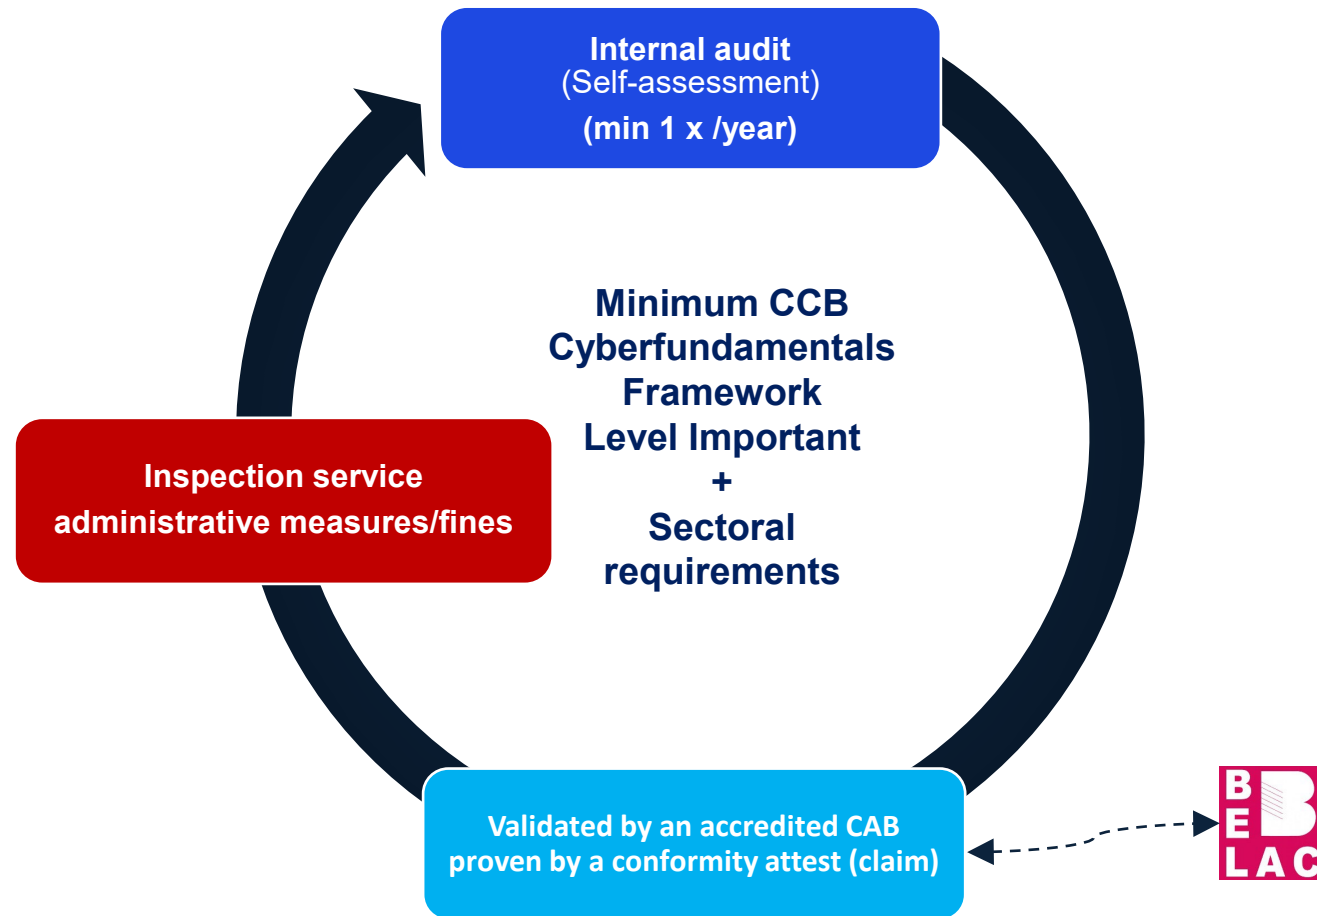 Internal audit
(Self-assessment)
(min 1 x /year)
Minimum CCB
Cyberfundamentals
Framework
Level Important
+
Sectoral
requirements
Inspection service
administrative measures/fines
Validated by an accredited CAB
proven by a conformity attest (claim)
B
E
LAC